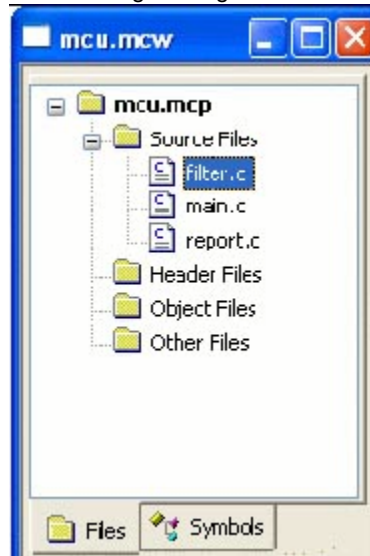 mcu.mcw
mcu.mcp
Source Files
filter.c
main.c
report.c
Header Files
Object Files
Other Files
Files
Symbols